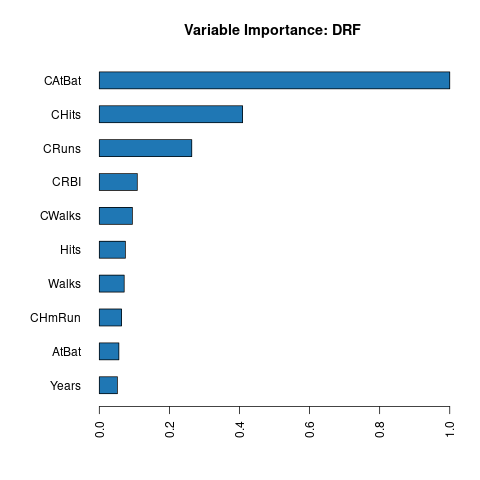 Variable Importance: DRF
CAtBat
CHits
CRuns
CRBI
CWalks
Hits
Walks
CHmRun
AtBat
Years
0.0 0.2 0.4 0.6 0.8 1.0